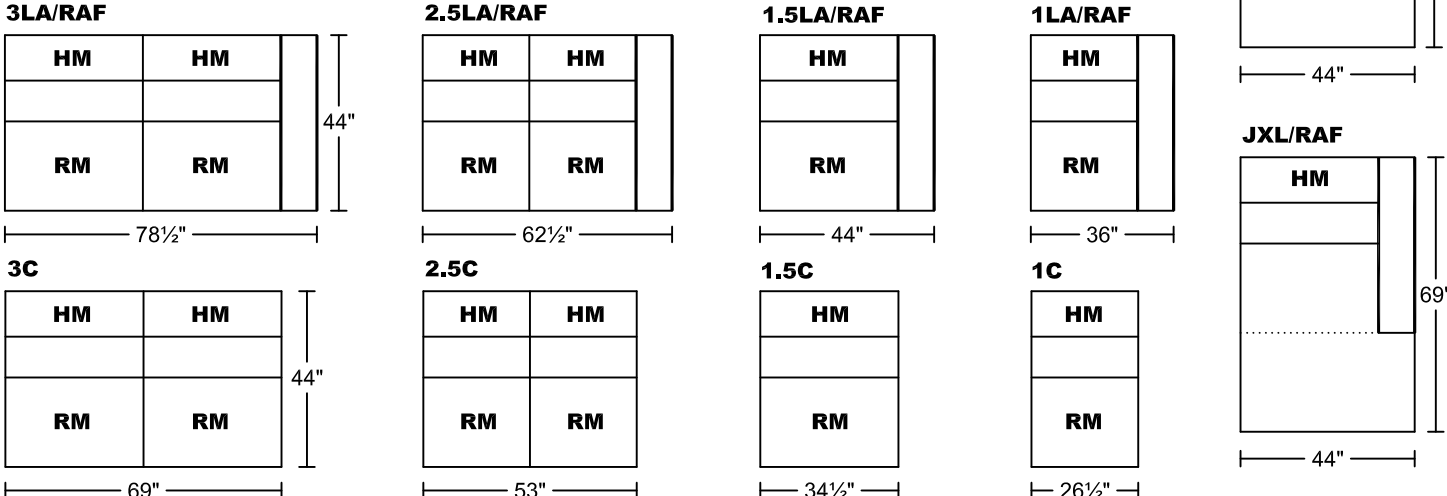 3LA/RAF
HM HM
RM RM
44"
78½"
2.5LA/RAF
HM HM
RM RM
62½"
1.5LA/RAF
HM
RM
44"
1LA/RAF
HM
RM
36"
44"
3C
HM HM
RM RM
44"
69"
2.5C
HM HM
RM RM
53"
1.5C
HM
RM
34½"
1C
HM
RM
26½"
JXL/RAF
HM
69"
44"